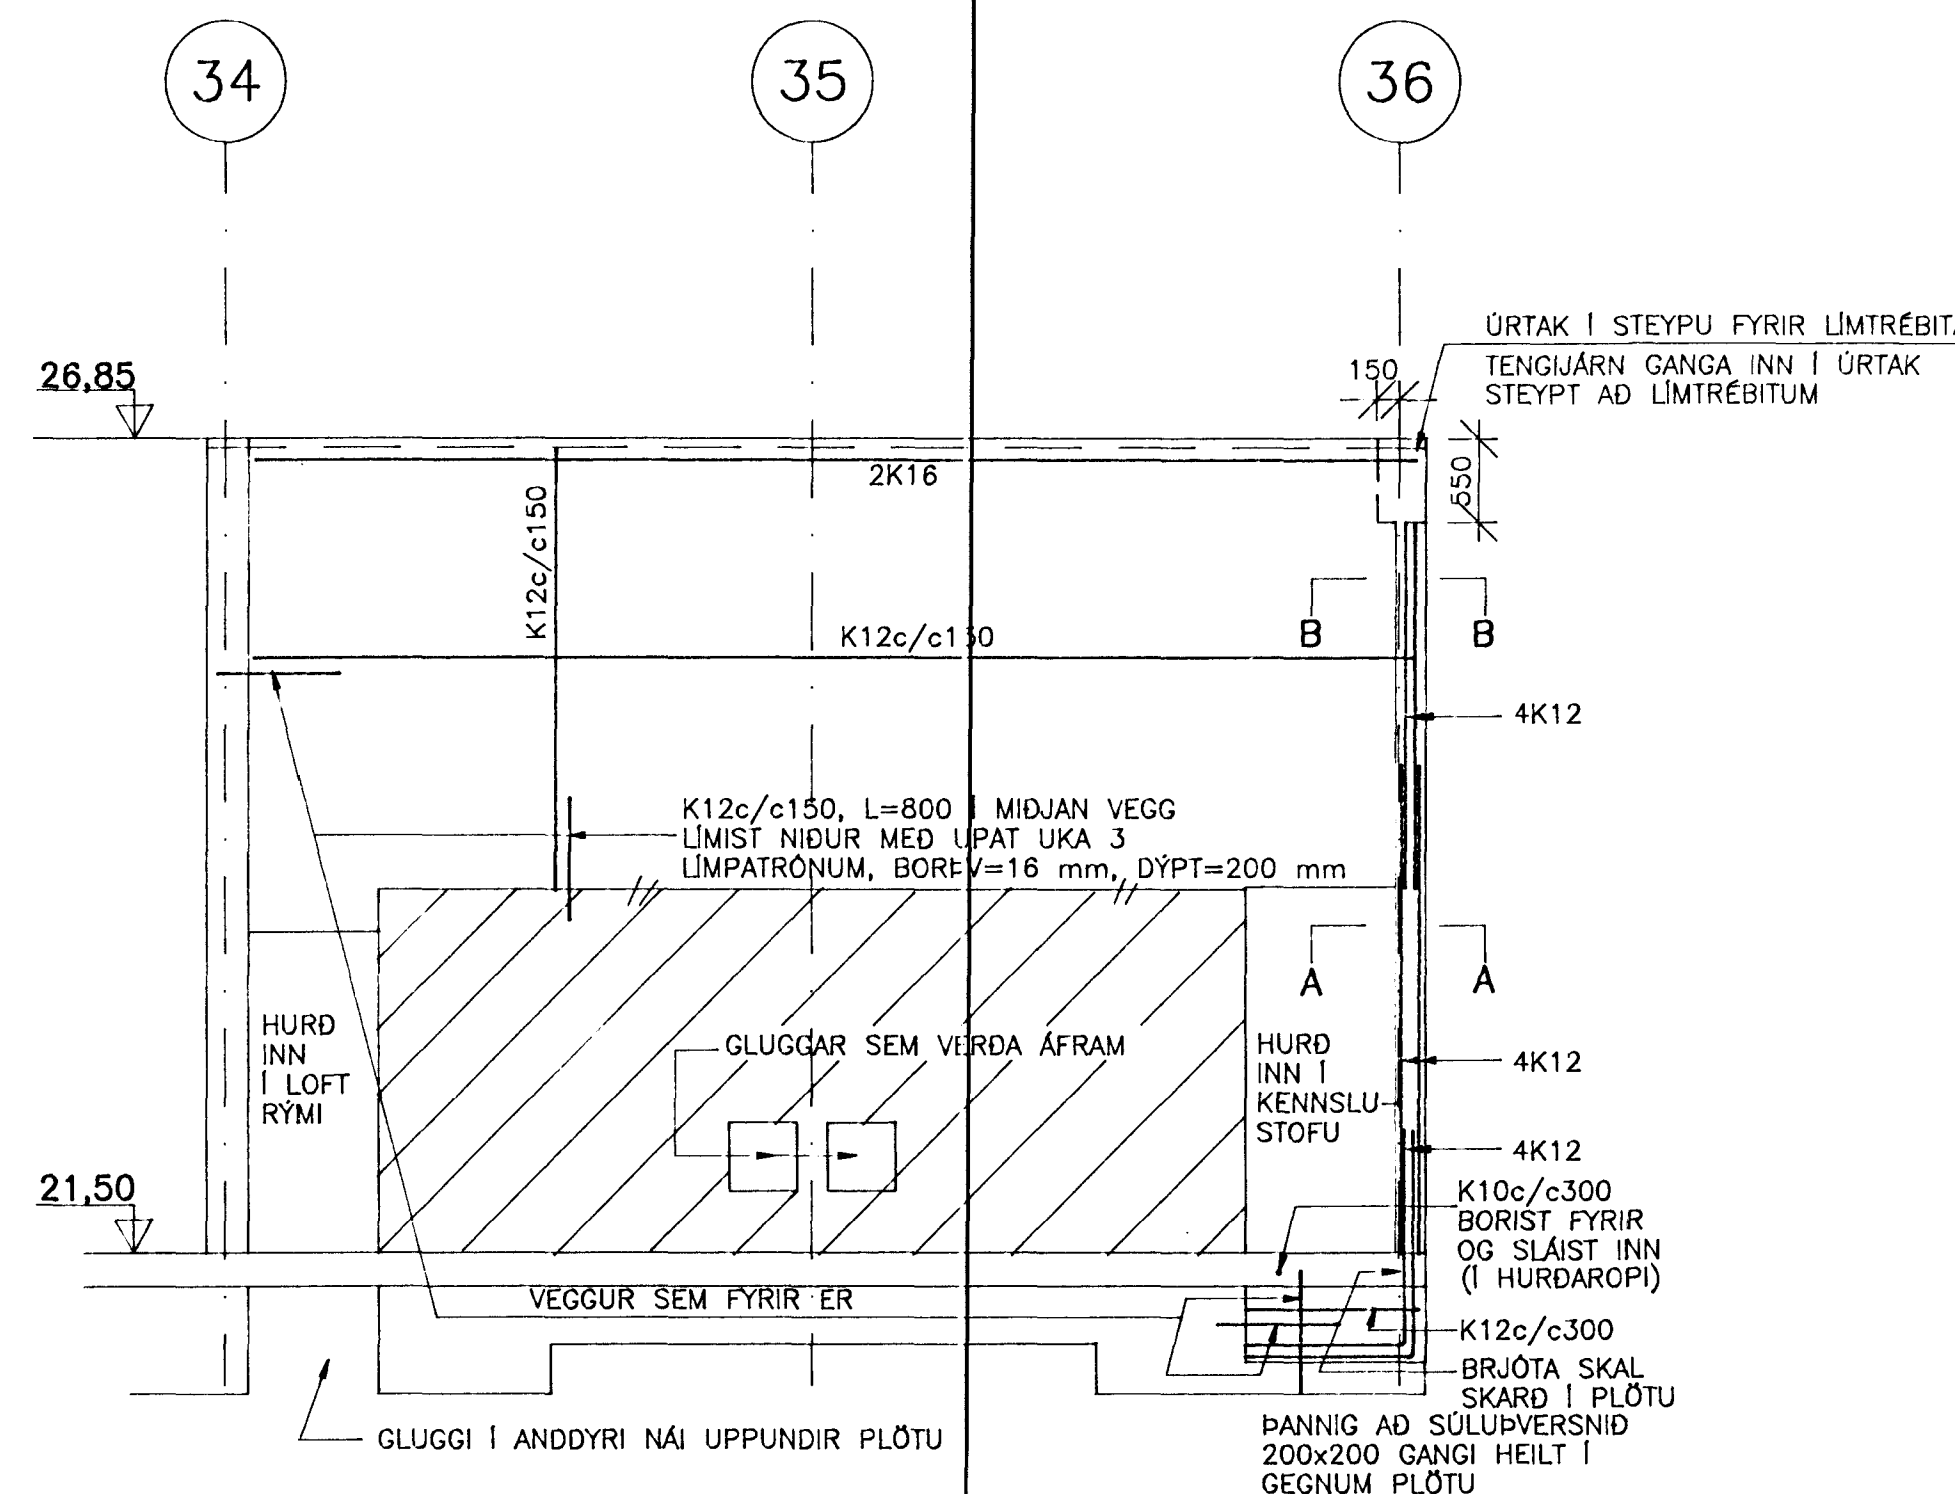 34
35
36
ÚRTAK Í STEYPU FYRIR LÍMTRÉBIT
TENGIJÁRN GANGA INN Í ÚRTAK
STEYPT AÐ LÍMTRÉBITUM
150
26,85
550
2K16
K12c/c150
K12c/c150
B
B
4K12
K12c/c150, L=800 Í MIÐJAN VEGG
LÍMIST NIÐUR MEÐ UPAT UKA 3
LÍMPATRÓNUM, BORÞV=16 mm, DÝPT=200 mm
A
A
HURÐ
INN
Í LOFT
RÝMI
GLUGGAR SEM VERÐA ÁFRAM
HURÐ
INN Í
KENNSLU
STOFU
4K12
4K12
21,50
K10c/c300
BORIST FYRIR
OG SLÁIST INN
(Í HURÐAROPI)
VEGGUR SEM FYRIR ER
K12c/c300
BRJÓTA SKAL
SKARÐ Í PLÖTU
ÞANNIG AÐ SÚLUÞVERSNIÐ
200x200 GANGI HEILT Í
GEGNUM PLÖTU
GLUGGI Í ANDDYRI NÁI UPPUNDIR PLÖTU